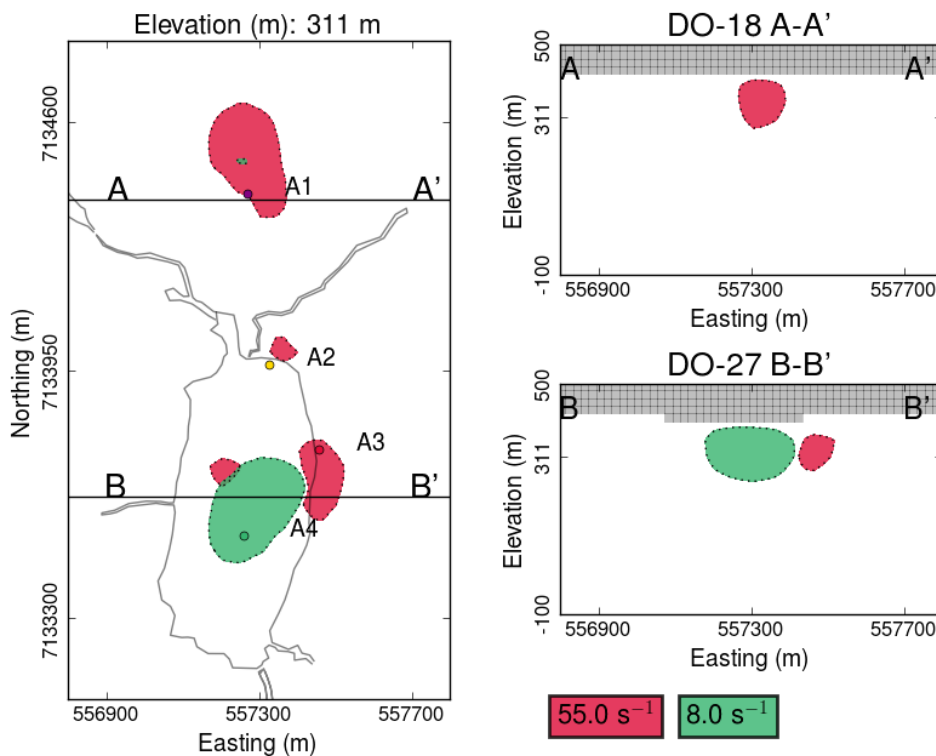 Elevation (m): 311 m
7134600
7133950
7133300
Northing (m)
A
A'
A1
A2
A3
B
B'
A4
556900
557300
557700
Easting (m)
DO-18 A-A'
500
311
-100
Elevation (m)
A
A'
556900
557300
557700
Easting (m)
DO-27 B-B'
500
311
-100
Elevation (m)
B
B'
556900
557300
557700
Easting (m)
55.0 s⁻¹
8.0 s⁻¹